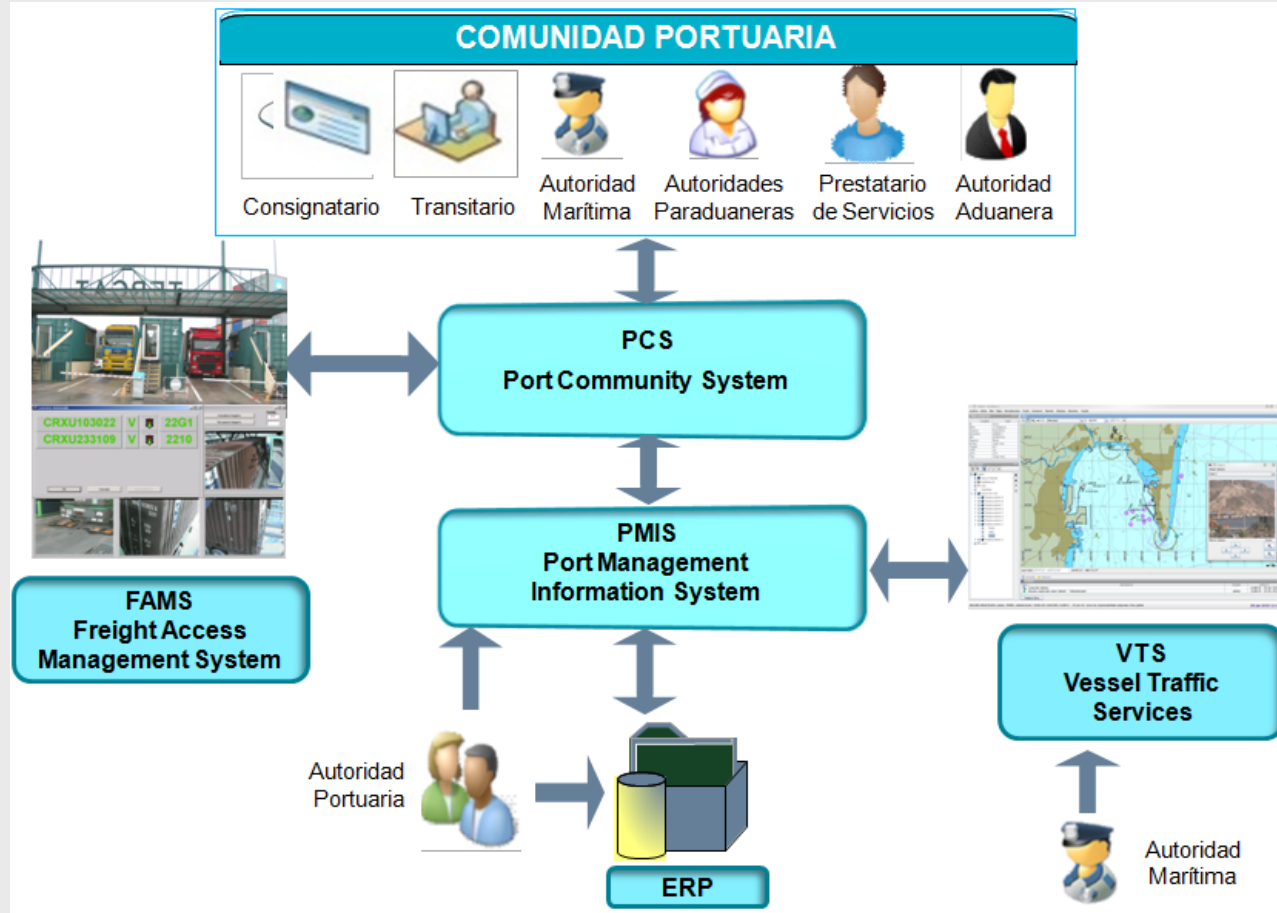 COMUNIDAD PORTUARIA
Consignatario
Transitario
Autoridad
Marítima
Autoridades
Paraduaneras
Prestatario
de Servicios
Autoridad
Aduanera
TERCAT
PCS
Port Community System
CRXU103022 V 22G1
CRXU233109 V 2210
PMIS
Port Management
Information System
FAMS
Freight Access
Management System
VTS
Vessel Traffic
Services
Autoridad
Portuaria
ERP
Autoridad
Marítima